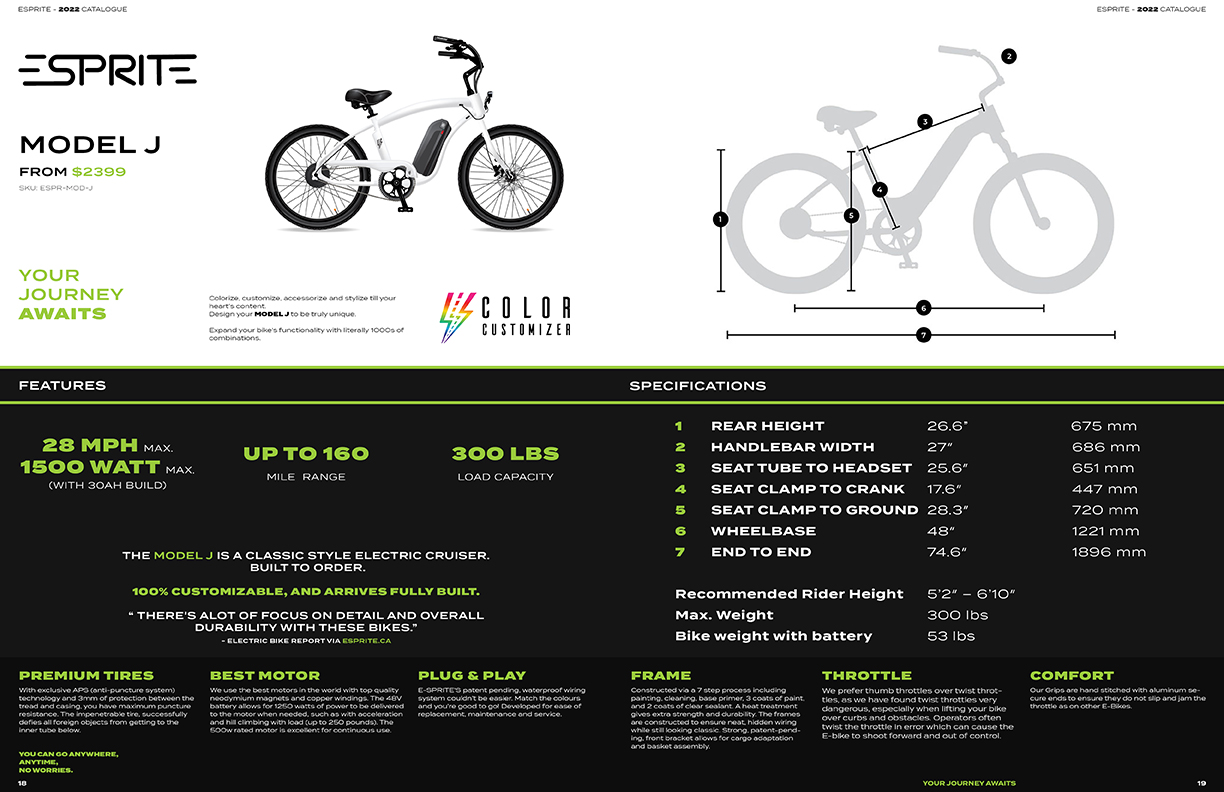 ESPRITE - 2022 CATALOGUE
ESPRITE - 2022 CATALOGUE
ESPRITE
MODEL J
FROM $2399
SKU: ESPR-MOD-J
YOUR
JOURNEY
AWAITS
Colorize, customize, accessorize and stylize till your
heart's content.
Design your MODEL J to be truly unique.
Expand your bike's functionality with literally 1000s of
combinations.
COLOR
CUSTOMIZER
2
3
4
1
5
6
7
FEATURES
28 MPH MAX.
1500 WATT MAX.
(WITH 30AH BUILD)
UP TO 160
MILE RANGE
300 LBS
LOAD CAPACITY
THE MODEL J IS A CLASSIC STYLE ELECTRIC CRUISER.
BUILT TO ORDER.
100% CUSTOMIZABLE, AND ARRIVES FULLY BUILT.
“ THERE'S ALOT OF FOCUS ON DETAIL AND OVERALL
DURABILITY WITH THESE BIKES.”
- ELECTRIC BIKE REPORT VIA ESPRITE.CA
SPECIFICATIONS
1 REAR HEIGHT 26.6" 675 mm
2 HANDLEBAR WIDTH 27" 686 mm
3 SEAT TUBE TO HEADSET 25.6" 651 mm
4 SEAT CLAMP TO CRANK 17.6" 447 mm
5 SEAT CLAMP TO GROUND 28.3" 720 mm
6 WHEELBASE 48" 1221 mm
7 END TO END 74.6" 1896 mm
Recommended Rider Height 5'2" – 6'10"
Max. Weight 300 lbs
Bike weight with battery 53 lbs
PREMIUM TIRES
With exclusive APS (anti-puncture system)
technology and 3mm of protection between the
tread and casing, you have maximum puncture
resistance. The impenetrable tire, successfully
defies all foreign objects from getting to the
inner tube below.
YOU CAN GO ANYWHERE,
ANYTIME,
NO WORRIES.
BEST MOTOR
We use the best motors in the world with top quality
neodymium magnets and copper windings. The 48V
battery allows for 1250 watts of power to be delivered
to the motor when needed, such as with acceleration
and hill climbing with load (up to 250 pounds). The
500w rated motor is excellent for continuous use.
PLUG & PLAY
E-SPRITE'S patent pending, waterproof wiring
system couldn't be easier. Match the colours
and you're good to go! Developed for ease of
replacement, maintenance and service.
FRAME
Constructed via a 7 step process including
painting, cleaning, base primer, 3 coats of paint,
and 2 coats of clear sealant. A heat treatment
gives extra strength and durability. The frames
are constructed to ensure neat, hidden wiring
while still looking classic. Strong, patent-pend-
ing, front bracket allows for cargo adaptation
and basket assembly.
THROTTLE
We prefer thumb throttles over twist throt-
tles, as we have found twist throttles very
dangerous, especially when lifting your bike
over curbs and obstacles. Operators often
twist the throttle in error which can cause the
E-bike to shoot forward and out of control.
COMFORT
Our Grips are hand stitched with aluminum se-
cure ends to ensure they do not slip and jam the
throttle as on other E-Bikes.
18
YOUR JOURNEY AWAITS
19